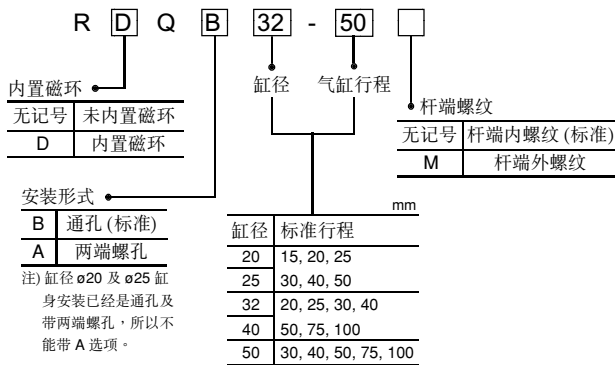 R D Q B 32 - 50
内置磁环
无记号 未内置磁环
D 内置磁环
安装形式
B 通孔 (标准)
A 两端螺孔
注) 缸径 ø20 及 ø25 缸
身安装已经是通孔及
带两端螺孔，所以不
能带 A 选项。
缸径 气缸行程
杆端螺纹
无记号 杆端内螺纹 (标准)
M 杆端外螺纹
mm
缸径 标准行程
20 15, 20, 25
25 30, 40, 50
32 20, 25, 30, 40
40 50, 75, 100
50 30, 40, 50, 75, 100